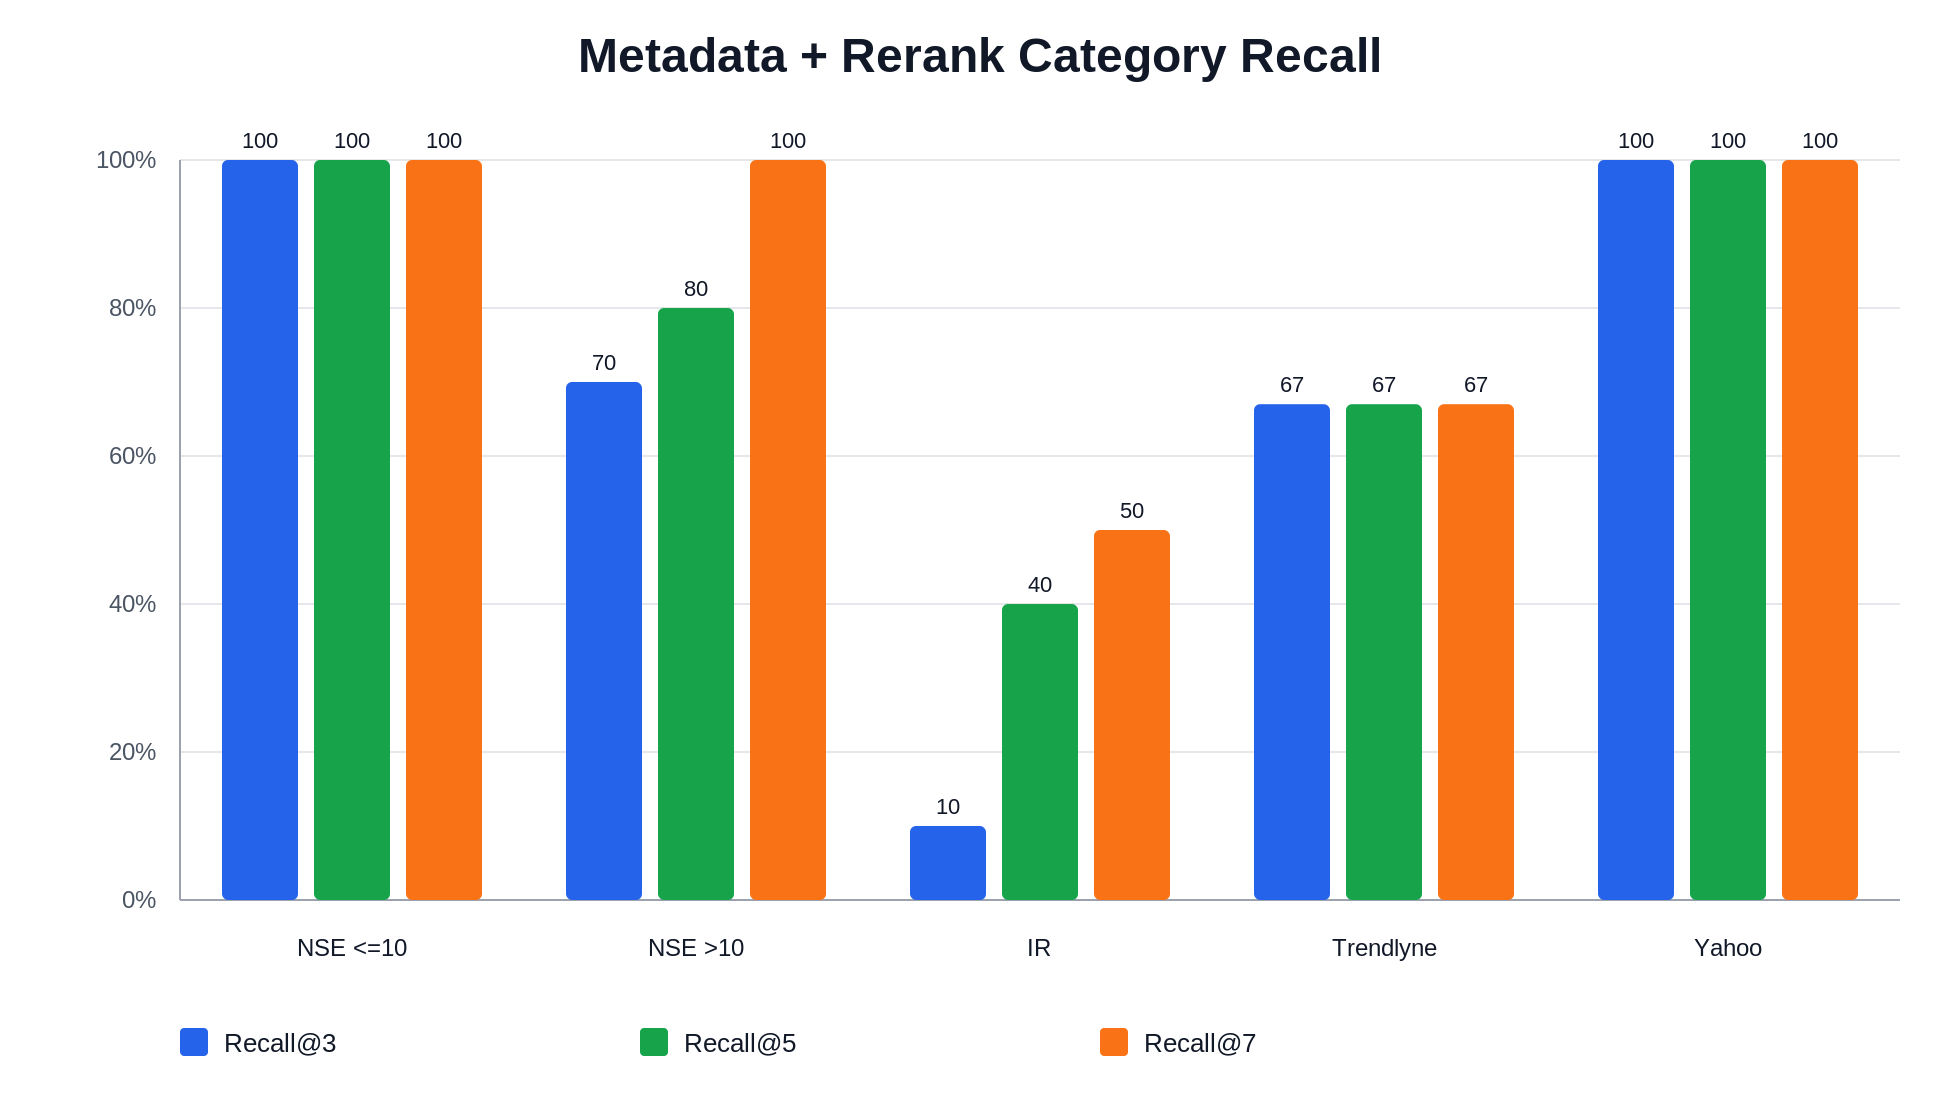 Metadata + Rerank Category Recall
100 100 100 100 100 100 100
100%
80
80%
70
67 67 67
60%
50
40
40%
20%
10
0%
NSE <=10 NSE >10 IR Trendlyne Yahoo
Recall@3 Recall@5 Recall@7